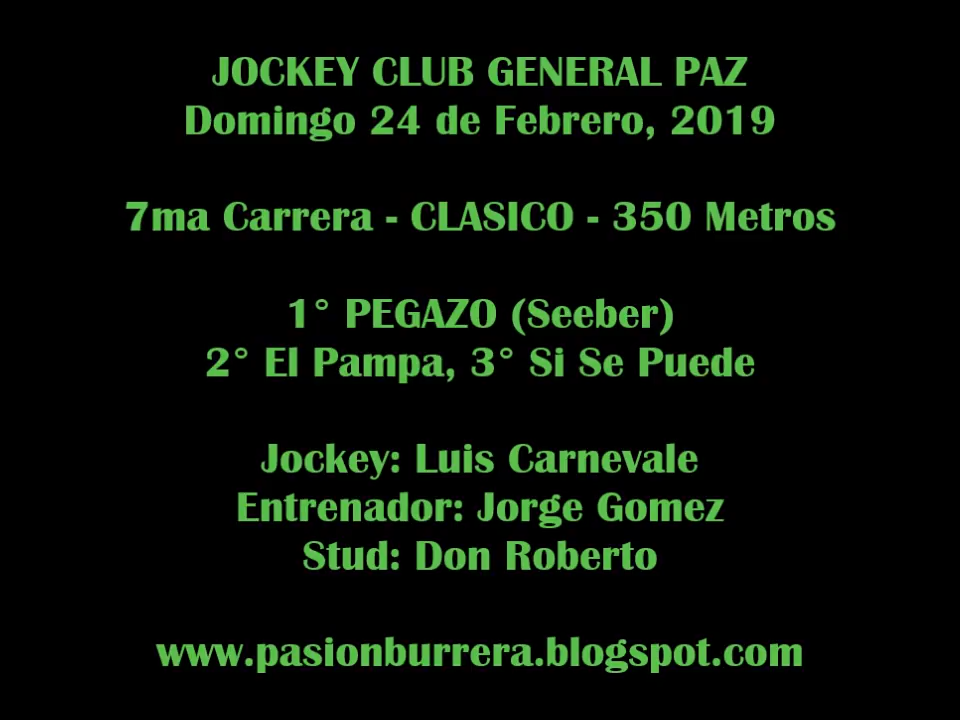 JOCKEY CLUB GENERAL PAZ
Domingo 24 de Febrero, 2019
7ma Carrera - CLASICO - 350 Metros
1° PEGAZO (Seeber)
2° El Pampa, 3° Si Se Puede
Jockey: Luis Carnevale
Entrenador: Jorge Gomez
Stud: Don Roberto
www.pasionburrera.blogspot.com